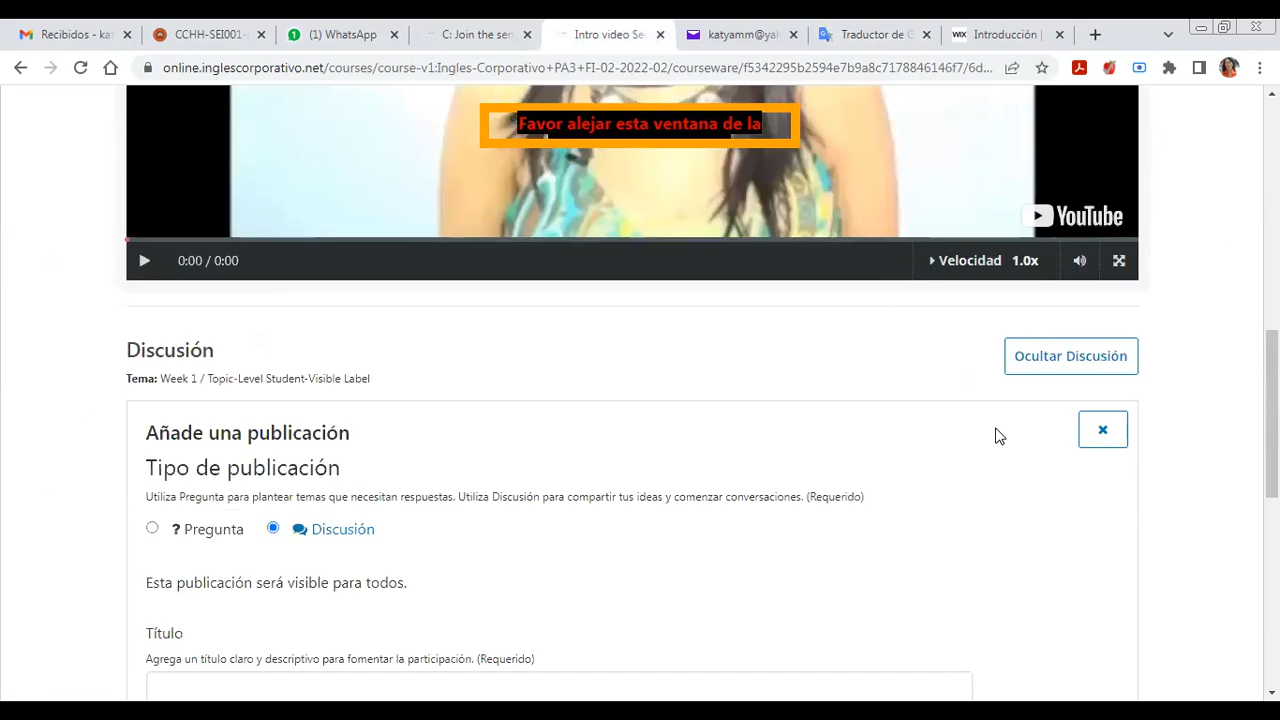 Recibidos - kat
CCHH-SEI001-
(1) WhatsApp
C: Join the ser
Intro video Se
katyamm@yah
Traductor de G
WIX Introducción |
online.inglescorporativo.net/courses/course-v1:Ingles-Corporativo+PA3+FI-02-2022-02/courseware/f5342295b2594e7b9a8c7178846146f7/6d...
Favor alejar esta ventana de la
YouTube
0:00 / 0:00
Velocidad 1.0x
Discusión
Ocultar Discusión
Tema: Week 1 / Topic-Level Student-Visible Label
Añade una publicación
Tipo de publicación
Utiliza Pregunta para plantear temas que necesitan respuestas. Utiliza Discusión para compartir tus ideas y comenzar conversaciones. (Requerido)
? Pregunta
Discusión
Esta publicación será visible para todos.
Título
Agrega un título claro y descriptivo para fomentar la participación. (Requerido)